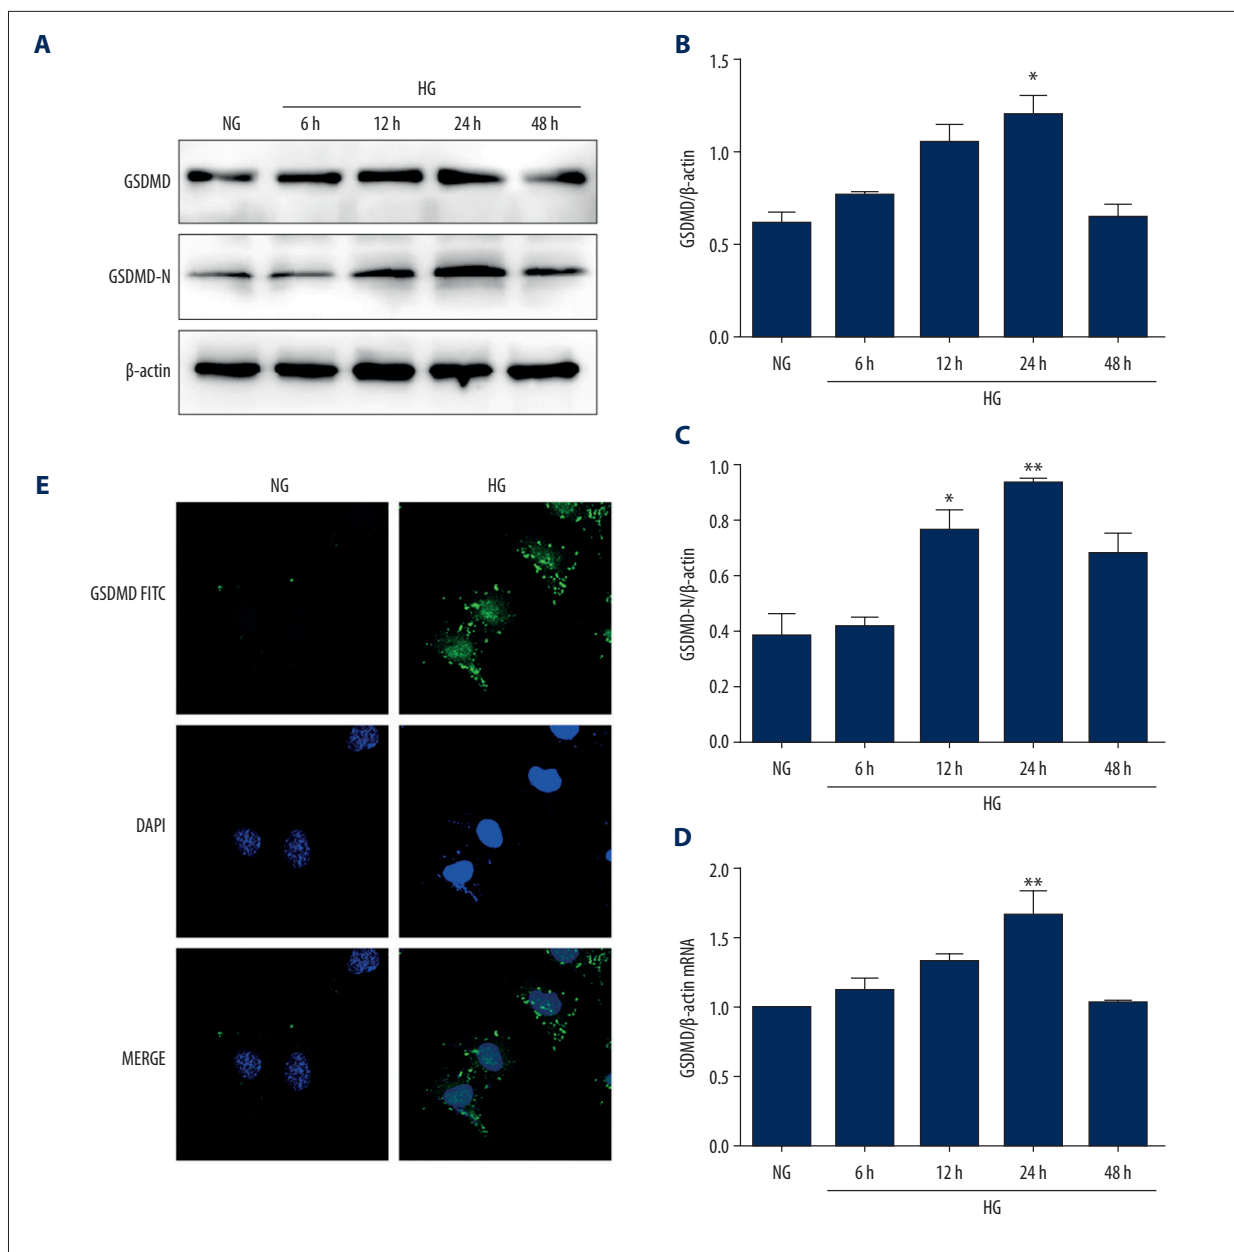 A
HG
NG 6 h 12 h 24 h 48 h
GSDMD
GSDMD-N
β-actin
B
GSDMD/β-actin
1.5
1.0
0.5
0.0
*
NG 6 h 12 h 24 h 48 h
HG
C
GSDMD-N/β-actin
1.0
0.8
0.6
0.4
0.2
0.0
*
**
NG 6 h 12 h 24 h 48 h
HG
D
GSDMD/β-actin mRNA
2.0
1.5
1.0
0.5
0.0
**
NG 6 h 12 h 24 h 48 h
HG
E
NG HG
GSDMD FITC
DAPI
MERGE